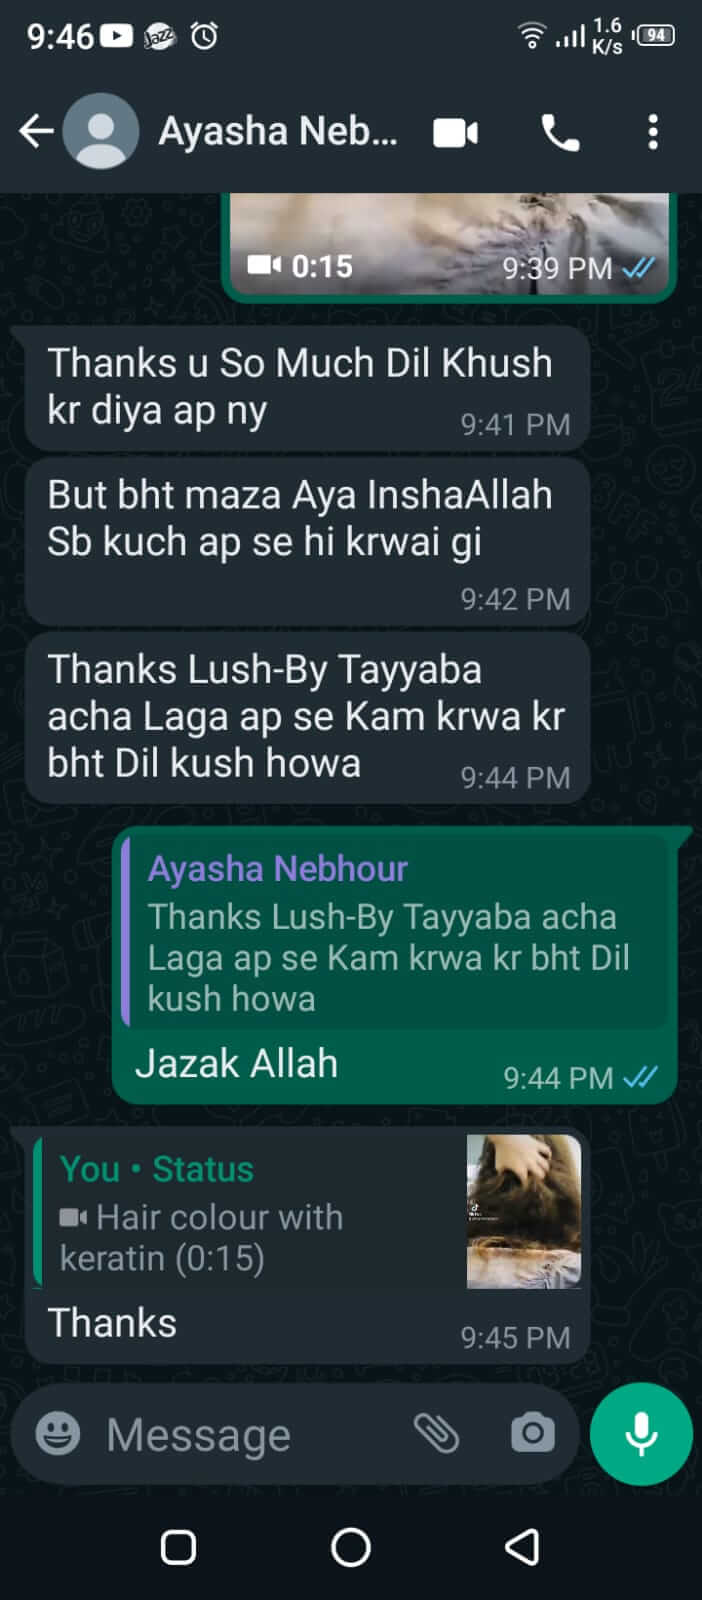 9:46
Jazz
1.6
K/s
94
Ayasha Neb...
0:15
9:39 PM
Thanks u So Much Dil Khush
kr diya ap ny
9:41 PM
But bht maza Aya InshaAllah
Sb kuch ap se hi krwai gi
9:42 PM
Thanks Lush-By Tayyaba
acha Laga ap se Kam krwa kr
bht Dil kush howa
9:44 PM
Ayasha Nebhour
Thanks Lush-By Tayyaba acha
Laga ap se Kam krwa kr bht Dil
kush howa
Jazak Allah
9:44 PM
You • Status
Hair colour with
keratin (0:15)
Thanks
9:45 PM
Message